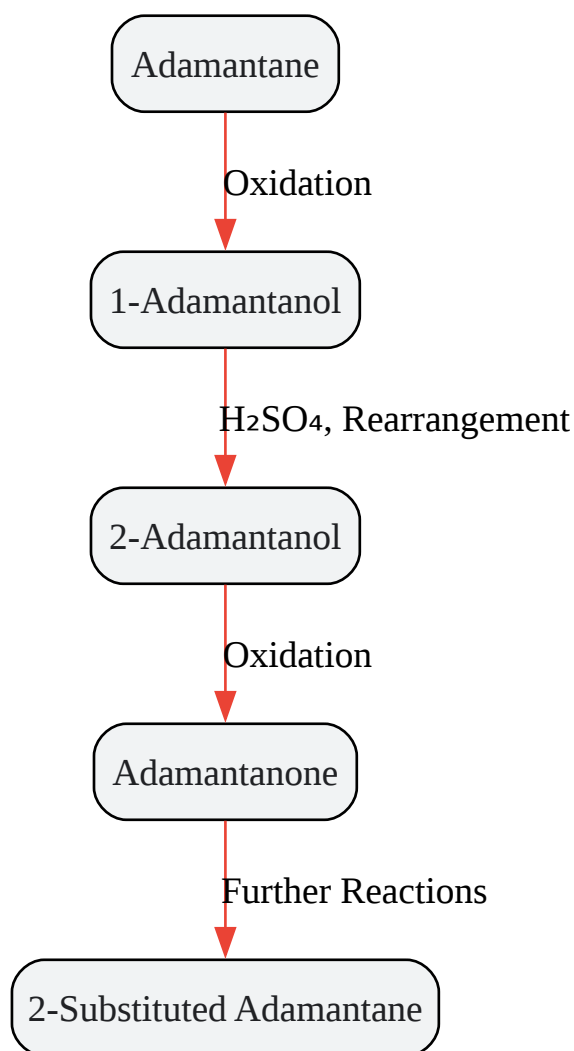 Adamantane
Oxidation
1-Adamantanol
H₂SO₄, Rearrangement
2-Adamantanol
Oxidation
Adamantanone
Further Reactions
2-Substituted Adamantane